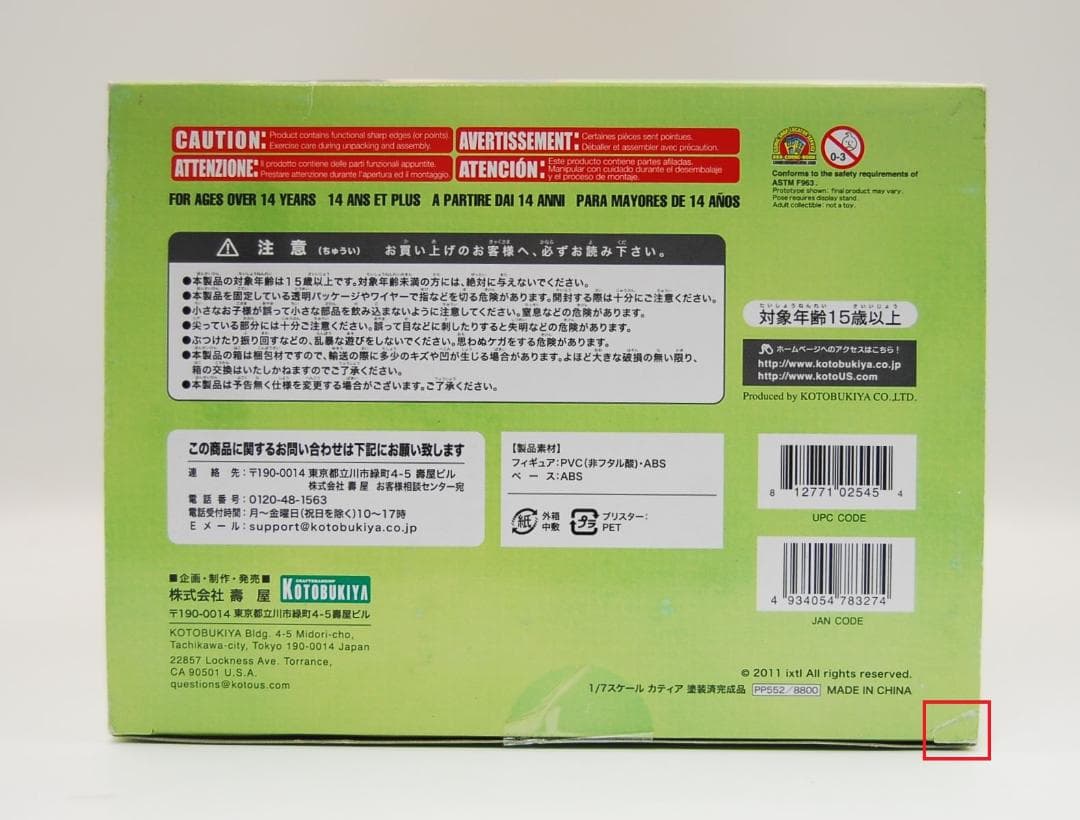 CAUTION: Product contains functional sharp edges (or points)
Exercise care during unpacking and assembly.
AVERTISSEMENT: Certaines pièces sont pointues.
Déballer et assembler avec précaution.
ATTENZIONE: Il prodotto contiene delle parti funzionali appuntite.
Prestare attenzione durante l'apertura ed il montaggio.
ATENCIÓN: Este producto contiene partes afiladas.
Manipular con cuidado durante el desembalaje
y el proceso de montaje.
FOR AGES OVER 14 YEARS 14 ANS ET PLUS A PARTIRE DAI 14 ANNI PARA MAYORES DE 14 AÑOS
0-3
Conforms to the safety requirements of
ASTM F963.
Prototype shown: final product may vary.
Pose requires display stand.
Adult collectible: not a toy.
注意(ちゅうい) お買い上げのお客様へ、必ずお読み下さい。
●本製品の対象年齢は15歳以上です。対象年齢未満の方には、絶対に与えないでください。
●本製品を固定している透明パッケージやワイヤーで指などを切る危険があります。開封する際は十分にご注意ください。
●小さなお子様が誤って小さな部品を飲み込まないように注意してください。窒息などの危険があります。
●尖っている部分には十分ご注意ください。誤って目などに刺したりすると失明などの危険があります。
●ぶつけたり振り回すなどの、乱暴な遊びをしないでください。思わぬケガをする危険があります。
●本製品の箱は梱包材ですので、輸送の際に多少のキズや凹が生じる場合があります。よほど大きな破損の無い限り、
箱の交換はいたしかねますのでご了承ください。
●本製品は予告無く仕様を変更する場合がございます。ご了承ください。
たいしょうねんれい さいいじょう
対象年齢15歳以上
ホームページへのアクセスはこちら!
http://www.kotobukiya.co.jp
http://www.kotoUS.com
Produced by KOTOBUKIYA CO.,LTD.
この商品に関するお問い合わせは下記にお願い致します
連絡先:〒190-0014 東京都立川市緑町4-5 壽屋ビル
株式会社 壽屋 お客様相談センター宛
電話番号:0120-48-1563
電話受付時間:月〜金曜日(祝日を除く)10〜17時
Eメール:support@kotobukiya.co.jp
【製品素材】
フィギュア:PVC(非フタル酸)・ABS
ベース:ABS
紙 外箱
中敷
プラ ブリスター:
PET
8 12771 02545 4
UPC CODE
4 934054 783274
JAN CODE
■企画・制作・発売■
株式会社 壽屋
CRAFTSMANSHIP
KOTOBUKIYA
〒190-0014 東京都立川市緑町4-5壽屋ビル
KOTOBUKIYA Bldg. 4-5 Midori-cho,
Tachikawa-city, Tokyo 190-0014 Japan
22857 Lockness Ave. Torrance,
CA 90501 U.S.A.
questions@kotous.com
© 2011 ixtl All rights reserved.
1/7スケール カティア 塗装済完成品 PP552/8800 MADE IN CHINA